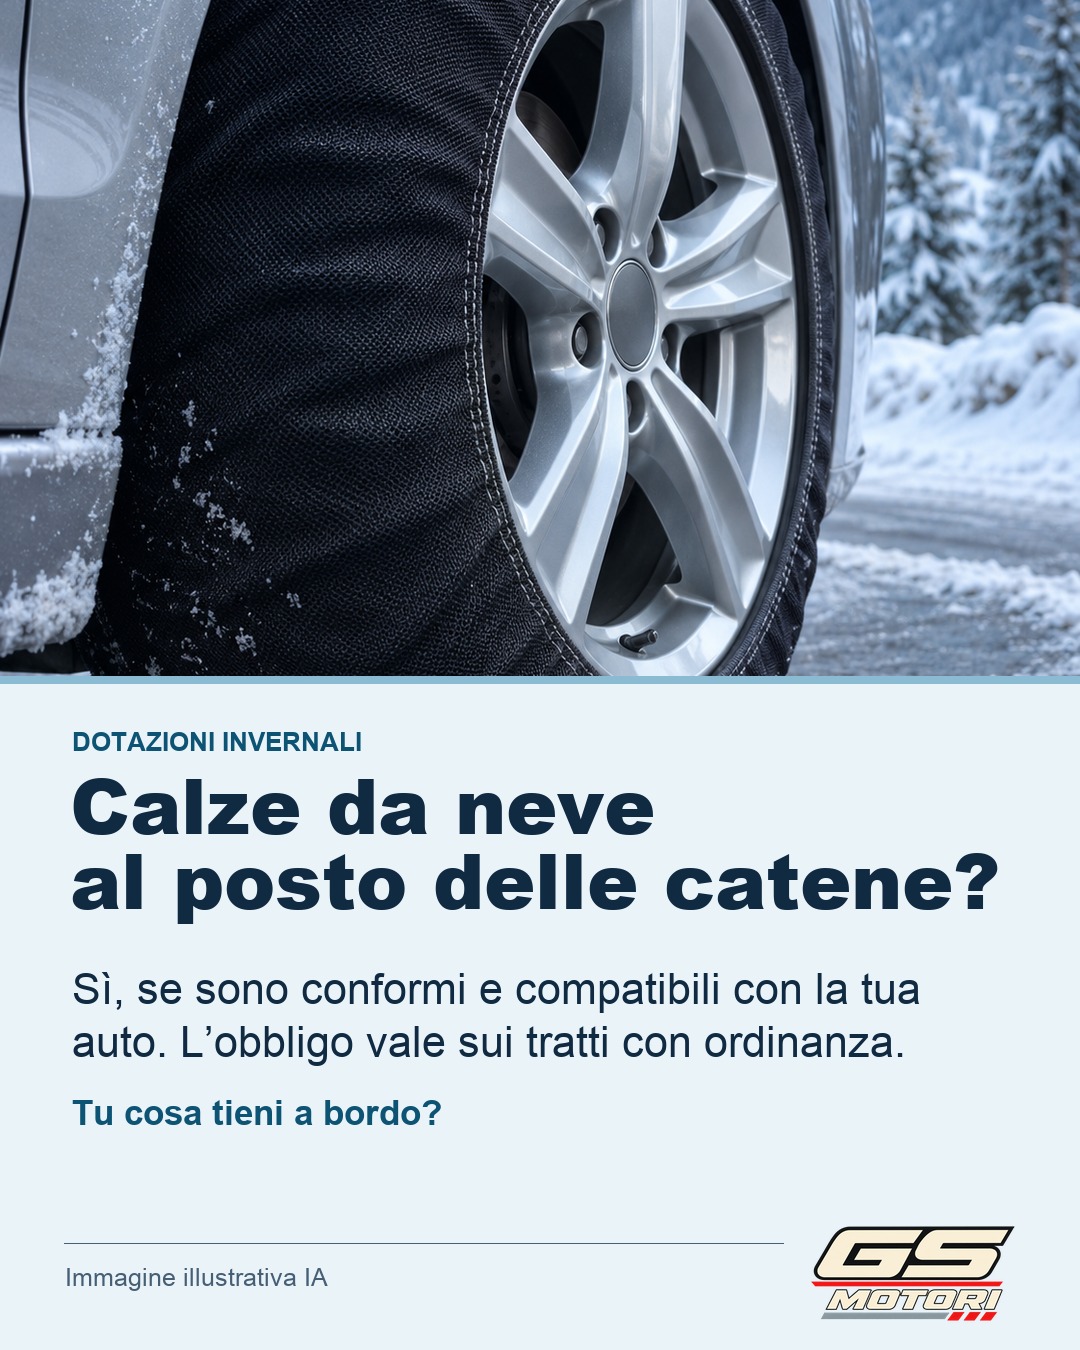 DOTAZIONI INVERNALI
Calze da neve
al posto delle catene?
Sì, se sono conformi e compatibili con la tua
auto. L’obbligo vale sui tratti con ordinanza.
Tu cosa tieni a bordo?
Immagine illustrativa IA
GS
MOTORI